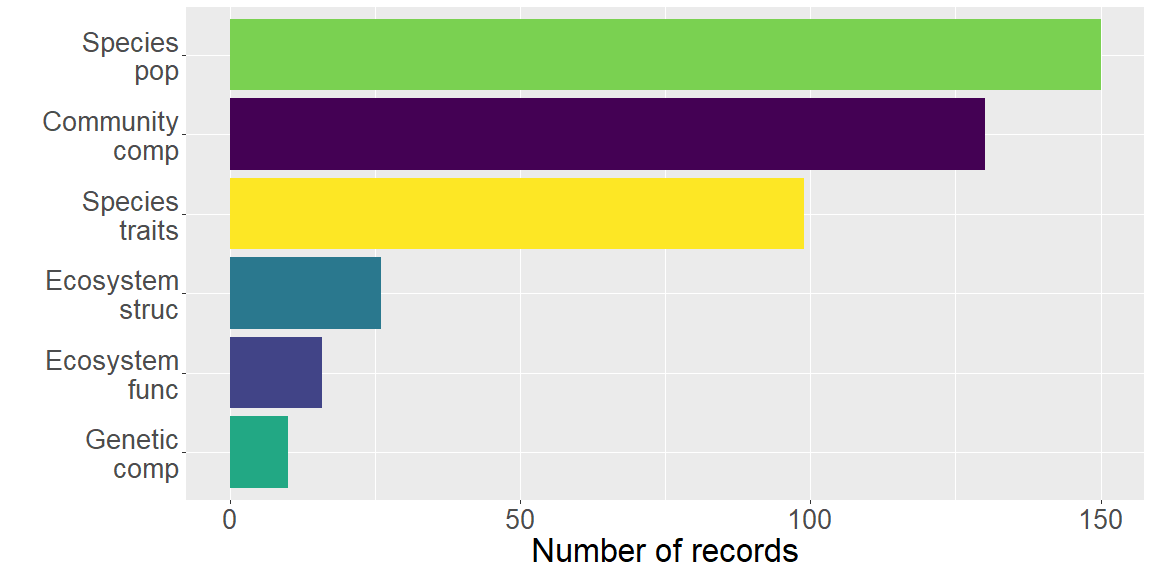 Species
pop
Community
comp
Species
traits
Ecosystem
struc
Ecosystem
func
Genetic
comp
0 50 100 150
Number of records